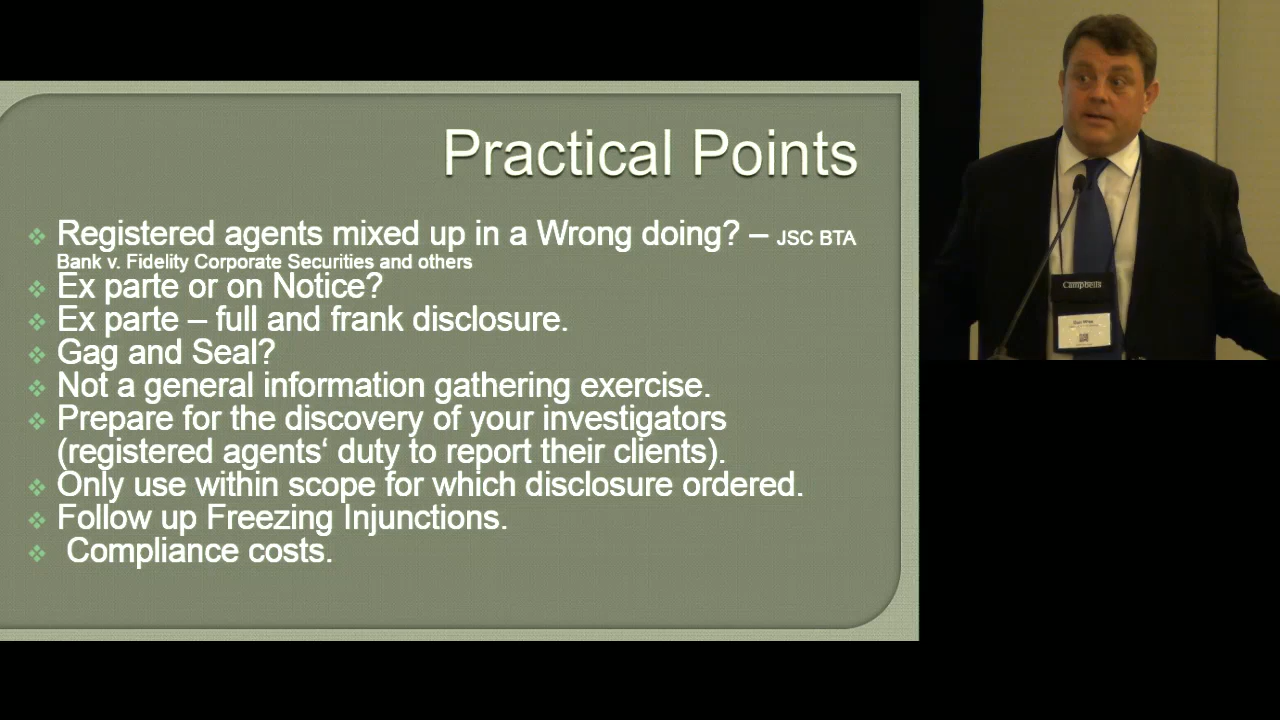 Practical Points
Registered agents mixed up in a Wrong doing? – JSC BTA
Bank v. Fidelity Corporate Securities and others
Ex parte or on Notice?
Ex parte – full and frank disclosure.
Gag and Seal?
Not a general information gathering exercise.
Prepare for the discovery of your investigators
(registered agents‘ duty to report their clients).
Only use within scope for which disclosure ordered.
Follow up Freezing Injunctions.
Compliance costs.
Campbells